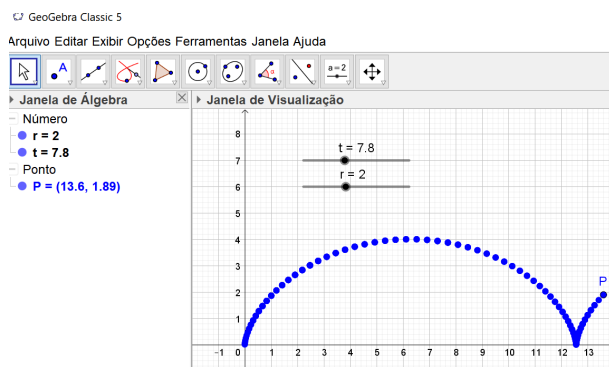 GeoGebra Classic 5
Arquivo Editar Exibir Opções Ferramentas Janela Ajuda
A
α
a = 2
Janela de Álgebra
Janela de Visualização
Número
r = 2
t = 7.8
Ponto
P = (13.6, 1.89)
t = 7.8
r = 2
8
7
6
5
4
3
2
1
P
-1 0 1 2 3 4 5 6 7 8 9 10 11 12 13